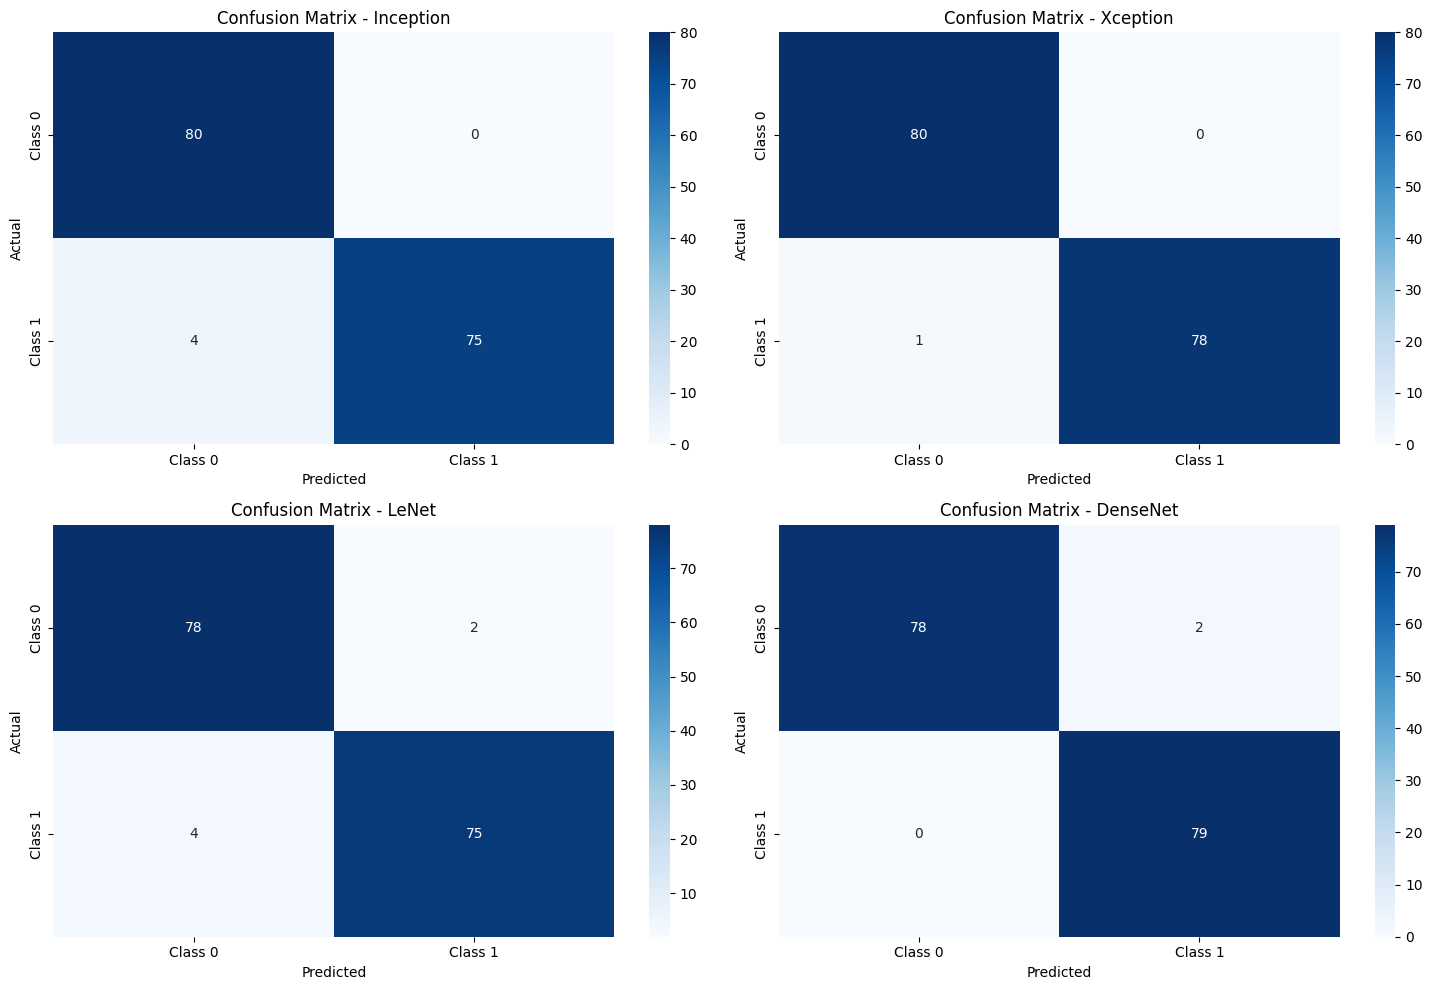 Confusion Matrix - Inception
Class 0
Class 1
Actual
80
0
4
75
Class 0
Class 1
Predicted
80
70
60
50
40
30
20
10
0
Confusion Matrix - Xception
Class 0
Class 1
Actual
80
0
1
78
Class 0
Class 1
Predicted
80
70
60
50
40
30
20
10
0
Confusion Matrix - LeNet
Class 0
Class 1
Actual
78
2
4
75
Class 0
Class 1
Predicted
70
60
50
40
30
20
10
Confusion Matrix - DenseNet
Class 0
Class 1
Actual
78
2
0
79
Class 0
Class 1
Predicted
70
60
50
40
30
20
10
0